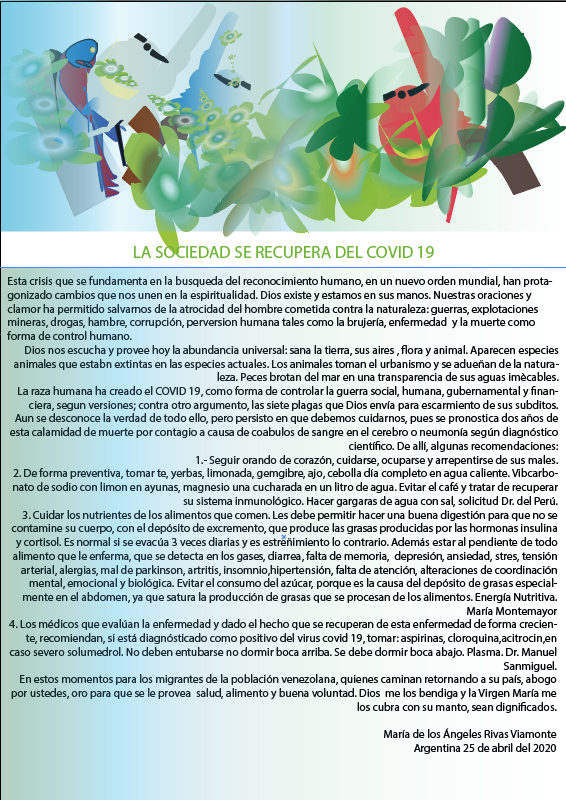 LA SOCIEDAD SE RECUPERA DEL COVID 19
Esta crisis que se fundamenta en la busqueda del reconocimiento humano, en un nuevo orden mundial, han prota-
gonizado cambios que nos unen en la espiritualidad. Dios existe y estamos en sus manos. Nuestras oraciones y
clamor ha permitido salvarnos de la atrocidad del hombre cometida contra la naturaleza: guerras, explotaciones
mineras, drogas, hambre, corrupción, perversion humana tales como la brujería, enfermedad y la muerte como
forma de control humano.
Dios nos escucha y provee hoy la abundancia universal: sana la tierra, sus aires , flora y animal. Aparecen especies
animales que estabn extintas en las especies actuales. Los animales toman el urbanismo y se adueñan de la natura-
leza. Peces brotan del mar en una transparencia de sus aguas imècables.
La raza humana ha creado el COVID 19, como forma de controlar la guerra social, humana, gubernamental y finan-
ciera, segun versiones; contra otro argumento, las siete plagas que Dios envía para escarmiento de sus subditos.
Aun se desconoce la verdad de todo ello, pero persisto en que debemos cuidarnos, pues se pronostica dos años de
esta calamidad de muerte por contagio a causa de coabulos de sangre en el cerebro o neumonía según diagnóstico
científico. De allí, algunas recomendaciones:
1.- Seguir orando de corazón, cuidarse, ocuparse y arrepentirse de sus males.
2. De forma preventiva, tomar te, yerbas, limonada, gemgibre, ajo, cebolla día completo en agua caliente. Vibcarbo-
nato de sodio con limon en ayunas, magnesio una cucharada en un litro de agua. Evitar el café y tratar de recuperar
su sistema inmunológico. Hacer gargaras de agua con sal, solicitud Dr. del Perú.
3. Cuidar los nutrientes de los alimentos que comen. Les debe permitir hacer una buena digestión para que no se
contamine su cuerpo, con el depósito de excremento, que produce las grasas producidas por las hormonas insulina
y cortisol. Es normal si se evacúa 3 veces diarias y es estreñimiento lo contrario. Además estar al pendiente de todo
alimento que le enferma, que se detecta en los gases, diarrea, falta de memoria, depresión, ansiedad, stres, tensión
arterial, alergias, mal de parkinson, artritis, insomnio,hipertensión, falta de atención, alteraciones de coordinación
mental, emocional y biológica. Evitar el consumo del azúcar, porque es la causa del depósito de grasas especial-
mente en el abdomen, ya que satura la producción de grasas que se procesan de los alimentos. Energía Nutritiva.
María Montemayor
4. Los médicos que evalúan la enfermedad y dado el hecho que se recuperan de esta enfermedad de forma crecien-
te, recomiendan, si está diagnósticado como positivo del virus covid 19, tomar: aspirinas, cloroquina,acitrocin,en
caso severo solumedrol. No deben entubarse no dormir boca arriba. Se debe dormir boca abajo. Plasma. Dr. Manuel
Sanmiguel.
En estos momentos para los migrantes de la población venezolana, quienes caminan retornando a su país, abogo
por ustedes, oro para que se le provea salud, alimento y buena voluntad. Dios me los bendiga y la Virgen María me
los cubra con su manto, sean dignificados.
María de los Ángeles Rivas Viamonte
Argentina 25 de abril del 2020